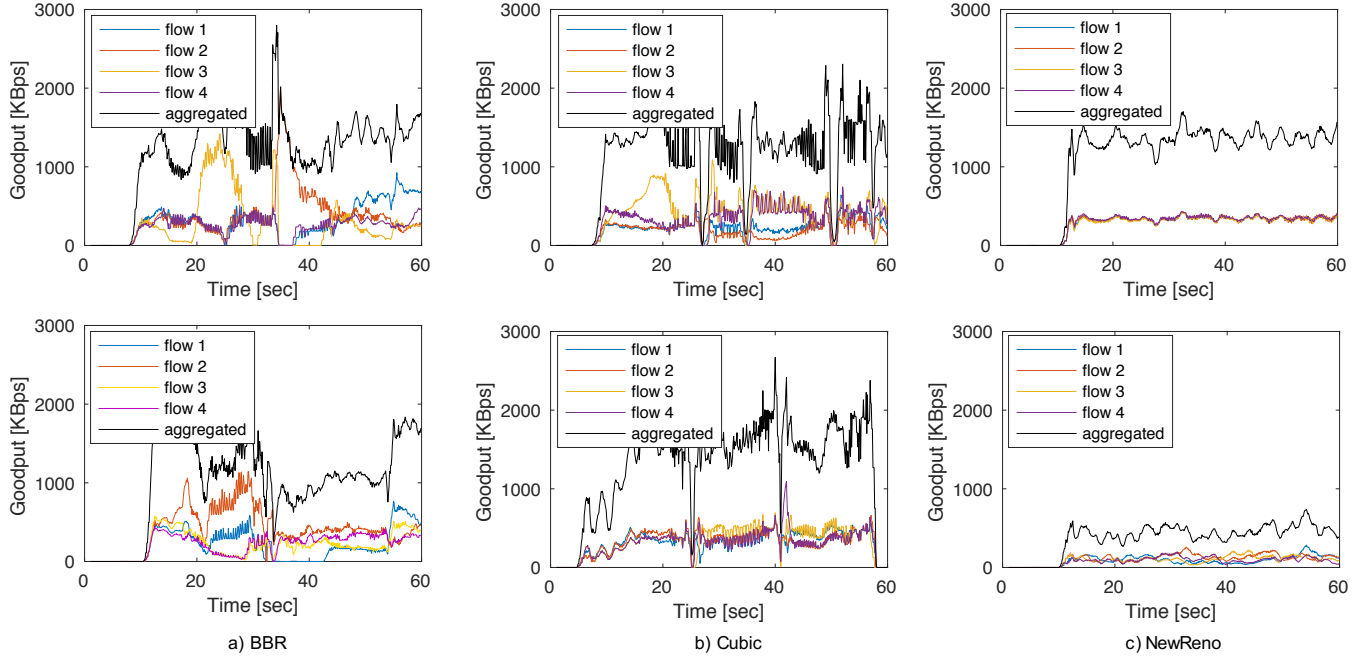 3000
2000
1000
0
Goodput [KBps]
flow 1
flow 2
flow 3
flow 4
aggregated
0 20 40 60
Time [sec]
3000
2000
1000
0
Goodput [KBps]
flow 1
flow 2
flow 3
flow 4
aggregated
0 20 40 60
Time [sec]
3000
2000
1000
0
Goodput [KBps]
flow 1
flow 2
flow 3
flow 4
aggregated
0 20 40 60
Time [sec]
3000
2000
1000
0
Goodput [KBps]
flow 1
flow 2
flow 3
flow 4
aggregated
0 20 40 60
Time [sec]
3000
2000
1000
0
Goodput [KBps]
flow 1
flow 2
flow 3
flow 4
aggregated
0 20 40 60
Time [sec]
3000
2000
1000
0
Goodput [KBps]
flow 1
flow 2
flow 3
flow 4
aggregated
0 20 40 60
Time [sec]
a) BBR
b) Cubic
c) NewReno